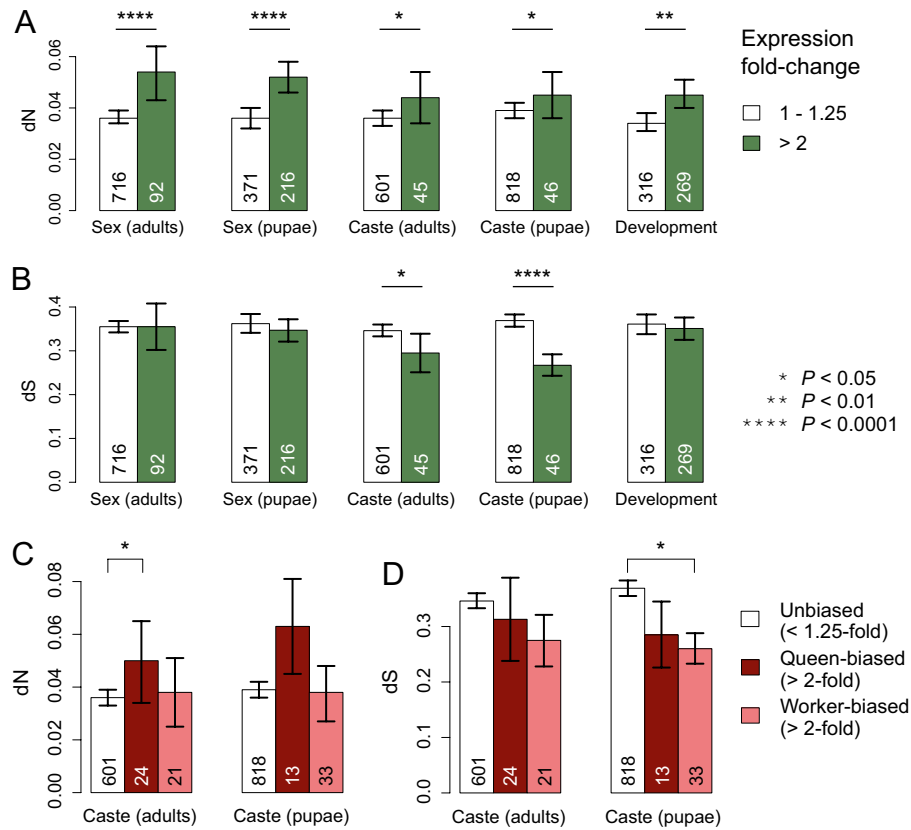 A
**** **** * * **
dN
0.00 0.02 0.04 0.06
716 92 371 216 601 45 818 46 316 269
Sex (adults) Sex (pupae) Caste (adults) Caste (pupae) Development
Expression
fold-change
1 - 1.25
> 2
B
* ****
dS
0.0 0.1 0.2 0.3 0.4
716 92 371 216 601 45 818 46 316 269
Sex (adults) Sex (pupae) Caste (adults) Caste (pupae) Development
* P < 0.05
** P < 0.01
**** P < 0.0001
C
*
dN
0.00 0.02 0.04 0.06 0.08
601 24 21 818 13 33
Caste (adults) Caste (pupae)
D
*
dS
0.0 0.1 0.2 0.3
601 24 21 818 13 33
Caste (adults) Caste (pupae)
Unbiased
(< 1.25-fold)
Queen-biased
(> 2-fold)
Worker-biased
(> 2-fold)